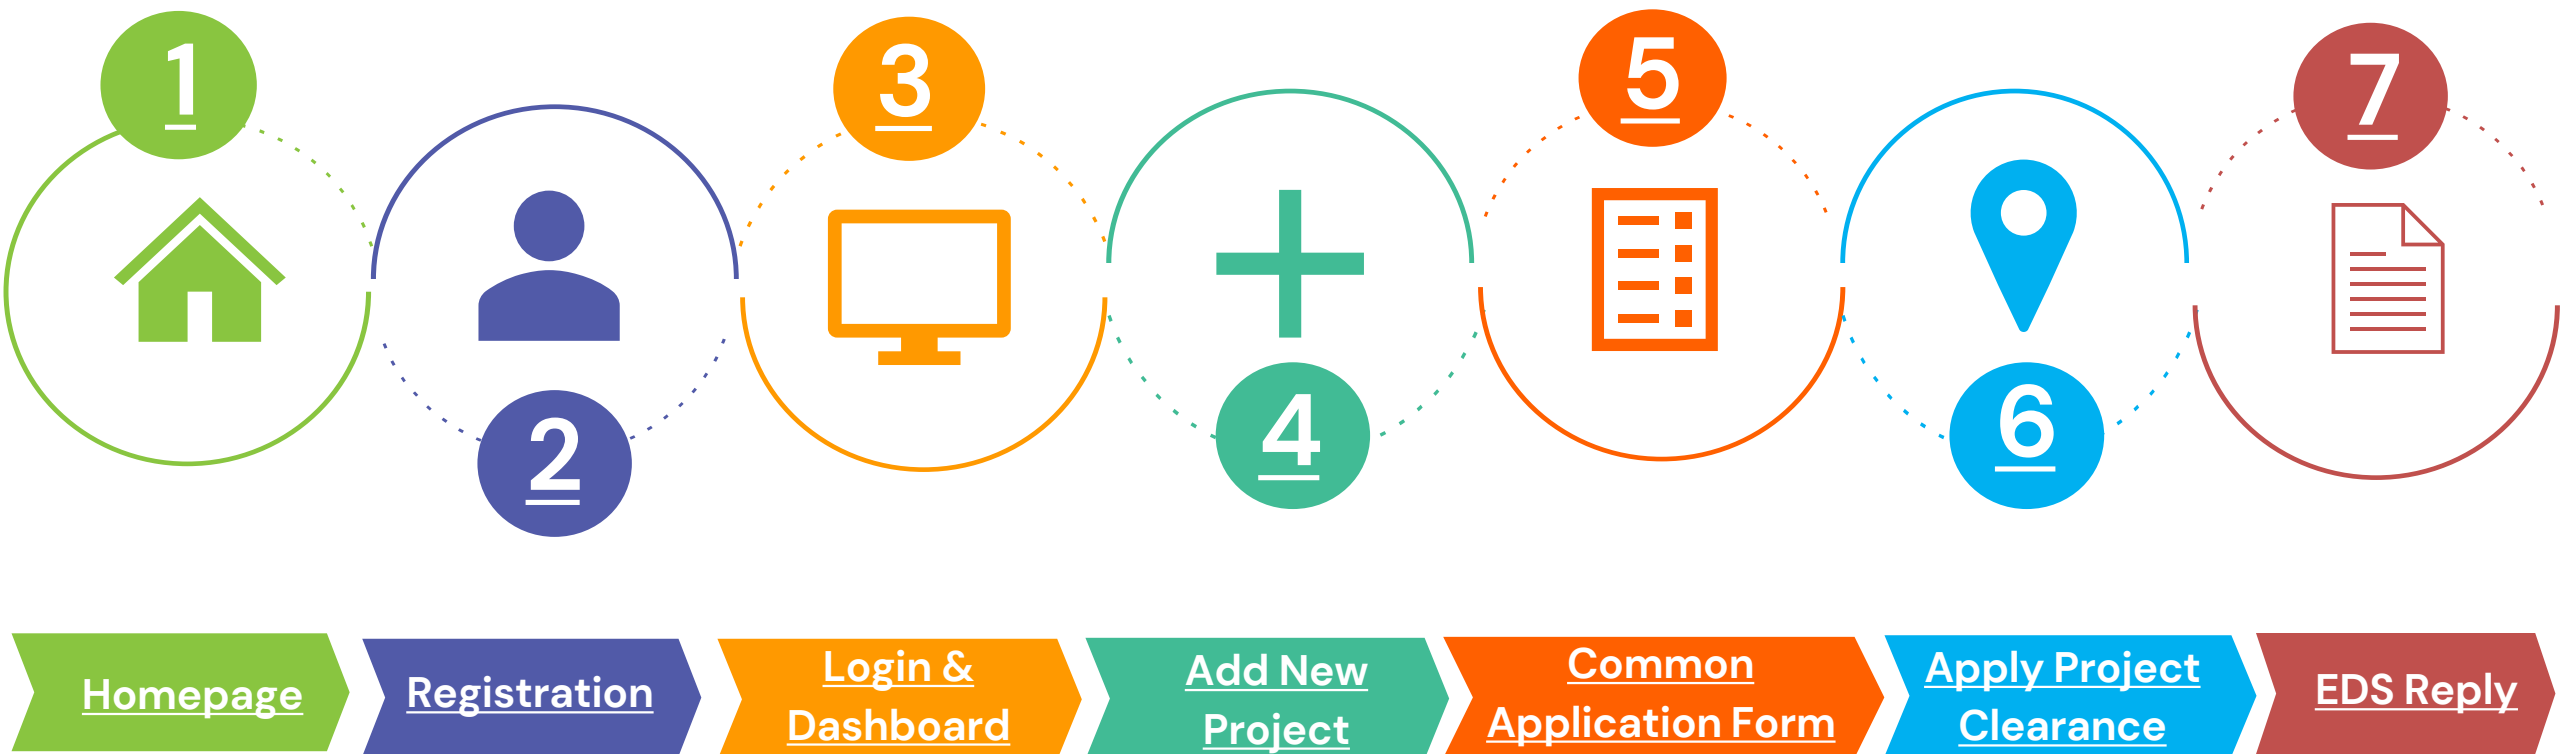 1
2
3
4
5
6
7
Homepage
Registration
Login &
Dashboard
Add New
Project
Common
Application Form
Apply Project
Clearance
EDS Reply